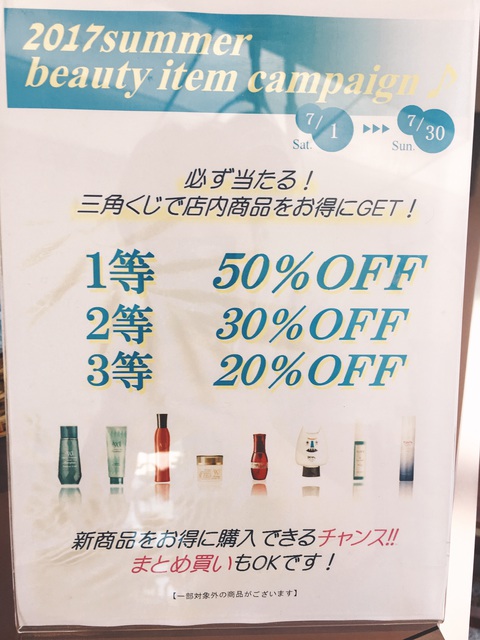 2017summer
beauty item campaign♪
7/1 ▶▶▶ 7/30
Sat. Sun.
必ず当たる！
三角くじで店内商品をお得にGET！
1等 50%OFF
2等 30%OFF
3等 20%OFF
新商品をお得に購入できるチャンス!!
まとめ買いもOKです！
【一部対象外の商品がございます】